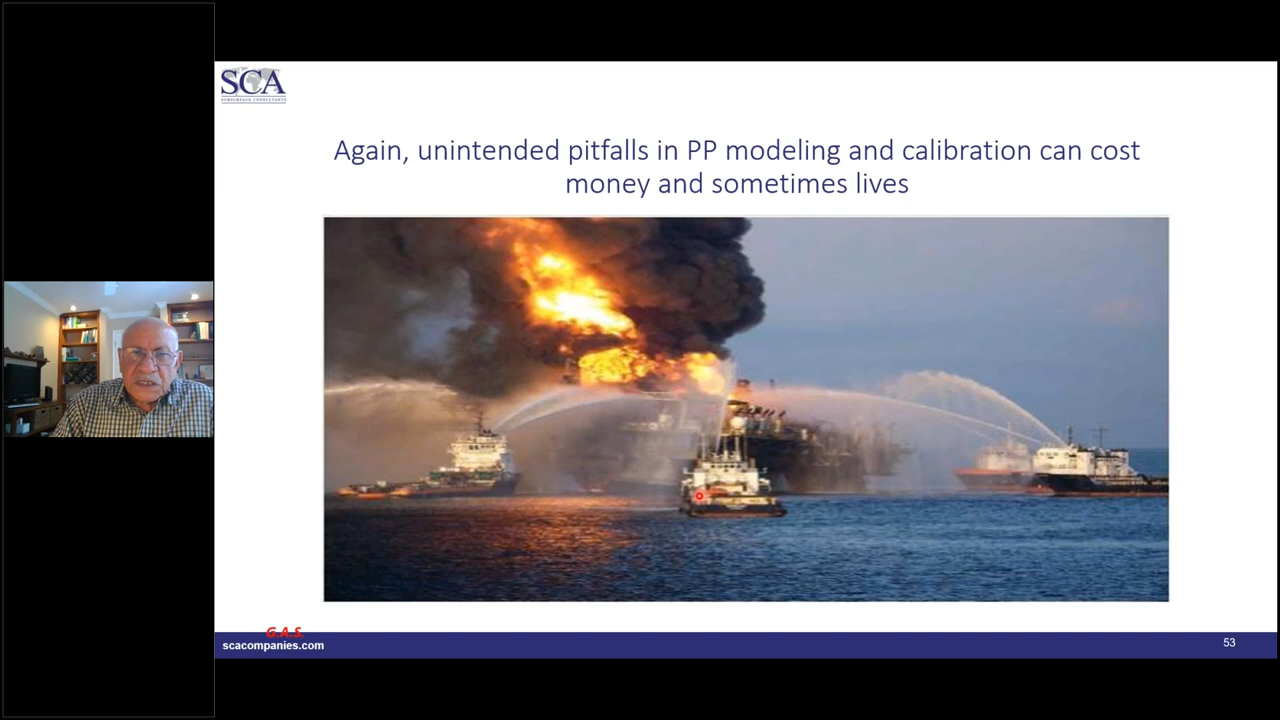 SCA
SUBSURFACE CONSULTANTS
Again, unintended pitfalls in PP modeling and calibration can cost
money and sometimes lives
G.A.S.
scacompanies.com
53